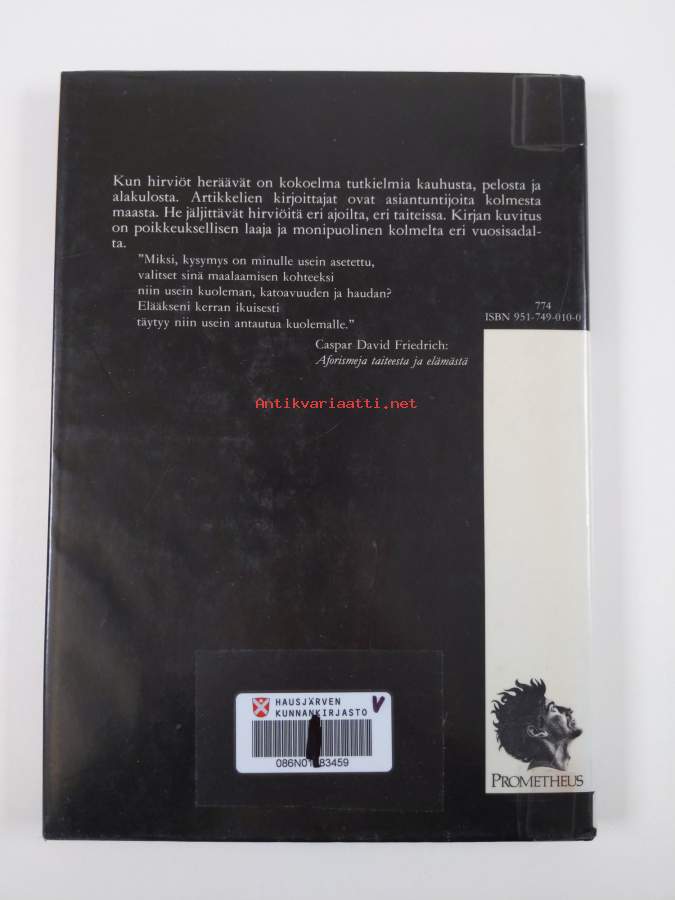 Kun hirviöt heräävät on kokoelma tutkielmia kauhusta, pelosta ja
alakulosta. Artikkelien kirjoittajat ovat asiantuntijoita kolmesta
maasta. He jäljittävät hirviöitä eri ajoilta, eri taiteissa. Kirjan kuvitus
on poikkeuksellisen laaja ja monipuolinen kolmelta eri vuosisadal-
ta.
"Miksi, kysymys on minulle usein asetettu,
valitset sinä maalaamisen kohteeksi
niin usein kuoleman, katoavuuden ja haudan?
Elääkseni kerran ikuisesti
täytyy niin usein antautua kuolemalle."
Caspar David Friedrich:
Aforismeja taiteesta ja elämästä
774
ISBN 951-749-010-0
Antikvariaatti.net
HAUSJÄRVEN V
KUNNANKIRJASTO
PROMETHEUS